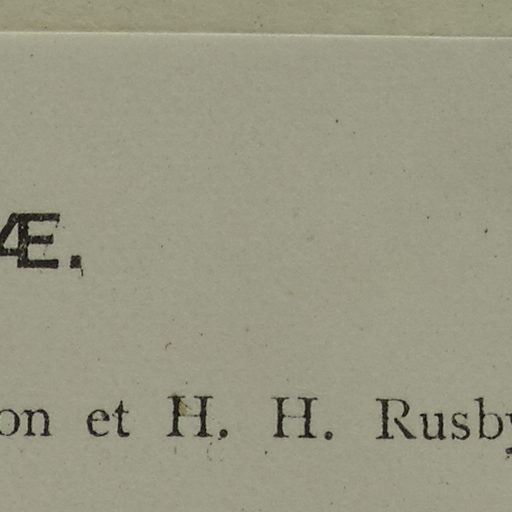 Æ.
on et H. H. Rusby